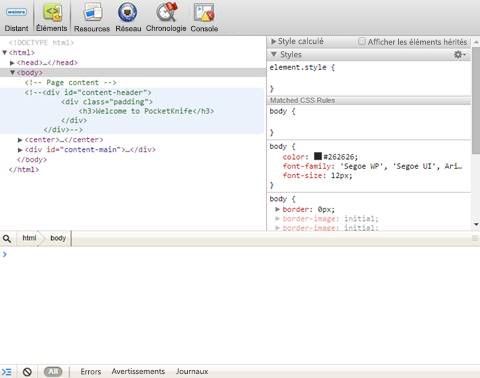 weinre
Distant
Éléments
Ressources
Réseau
Chronologie
Console
<!DOCTYPE html>
▼<html>
▶<head>…</head>
▼<body>
<!-- Page content -->
<!--<div id="content-header">
<div class="padding">
<h3>Welcome to PocketKnife</h3>
</div>
</div>-->
▶<center>…</center>
▶<div id="content-main">…</div>
</body>
</html>
▶ Style calculé
Afficher les éléments hérités
▼ Styles
element.style {
}
Matched CSS Rules
body {
}
body {
color: #262626;
font-family: 'Segoe WP', 'Segoe UI', Ari…
font-size: 12px;
}
body {
▶ border: 0px;
▶ border-image: initial;
▶ border-image: initial;
html
body
>
All
Errors
Avertissements
Journaux